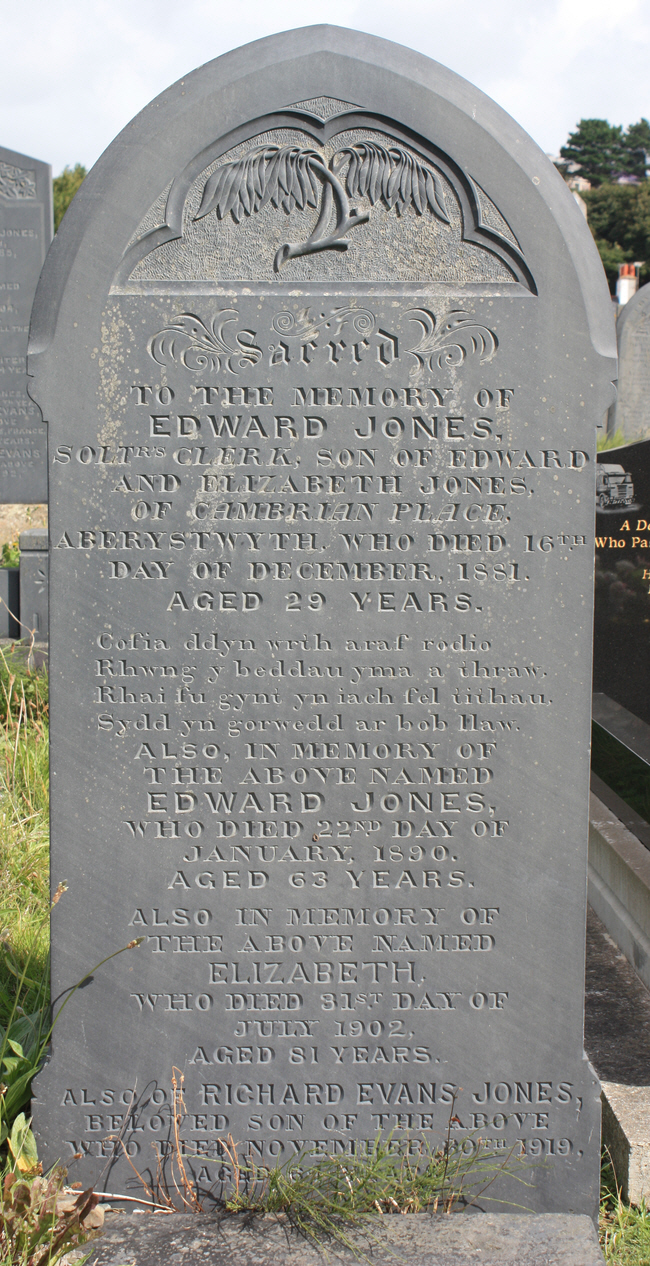 Sacred
TO THE MEMORY OF
EDWARD JONES,
SOLTR'S CLERK, SON OF EDWARD
AND ELIZABETH JONES,
OF CAMBRIAN PLACE,
ABERYSTWYTH, WHO DIED 16TH
DAY OF DECEMBER, 1881.
AGED 29 YEARS.
Cofia ddyn wrth araf rodio
Rhwng y beddau yma a thraw,
Rhai fu gynt yn iach fel tithau,
Sydd yn gorwedd ar bob llaw.
ALSO, IN MEMORY OF
THE ABOVE NAMED
EDWARD JONES,
WHO DIED 22ND DAY OF
JANUARY, 1890.
AGED 63 YEARS.
ALSO IN MEMORY OF
THE ABOVE NAMED
ELIZABETH,
WHO DIED 31ST DAY OF
JULY 1902,
AGED 81 YEARS.
ALSO OF RICHARD EVANS JONES,
BELOVED SON OF THE ABOVE
WHO DIED NOVEMBER 30TH 1919,
AGED
A
Who